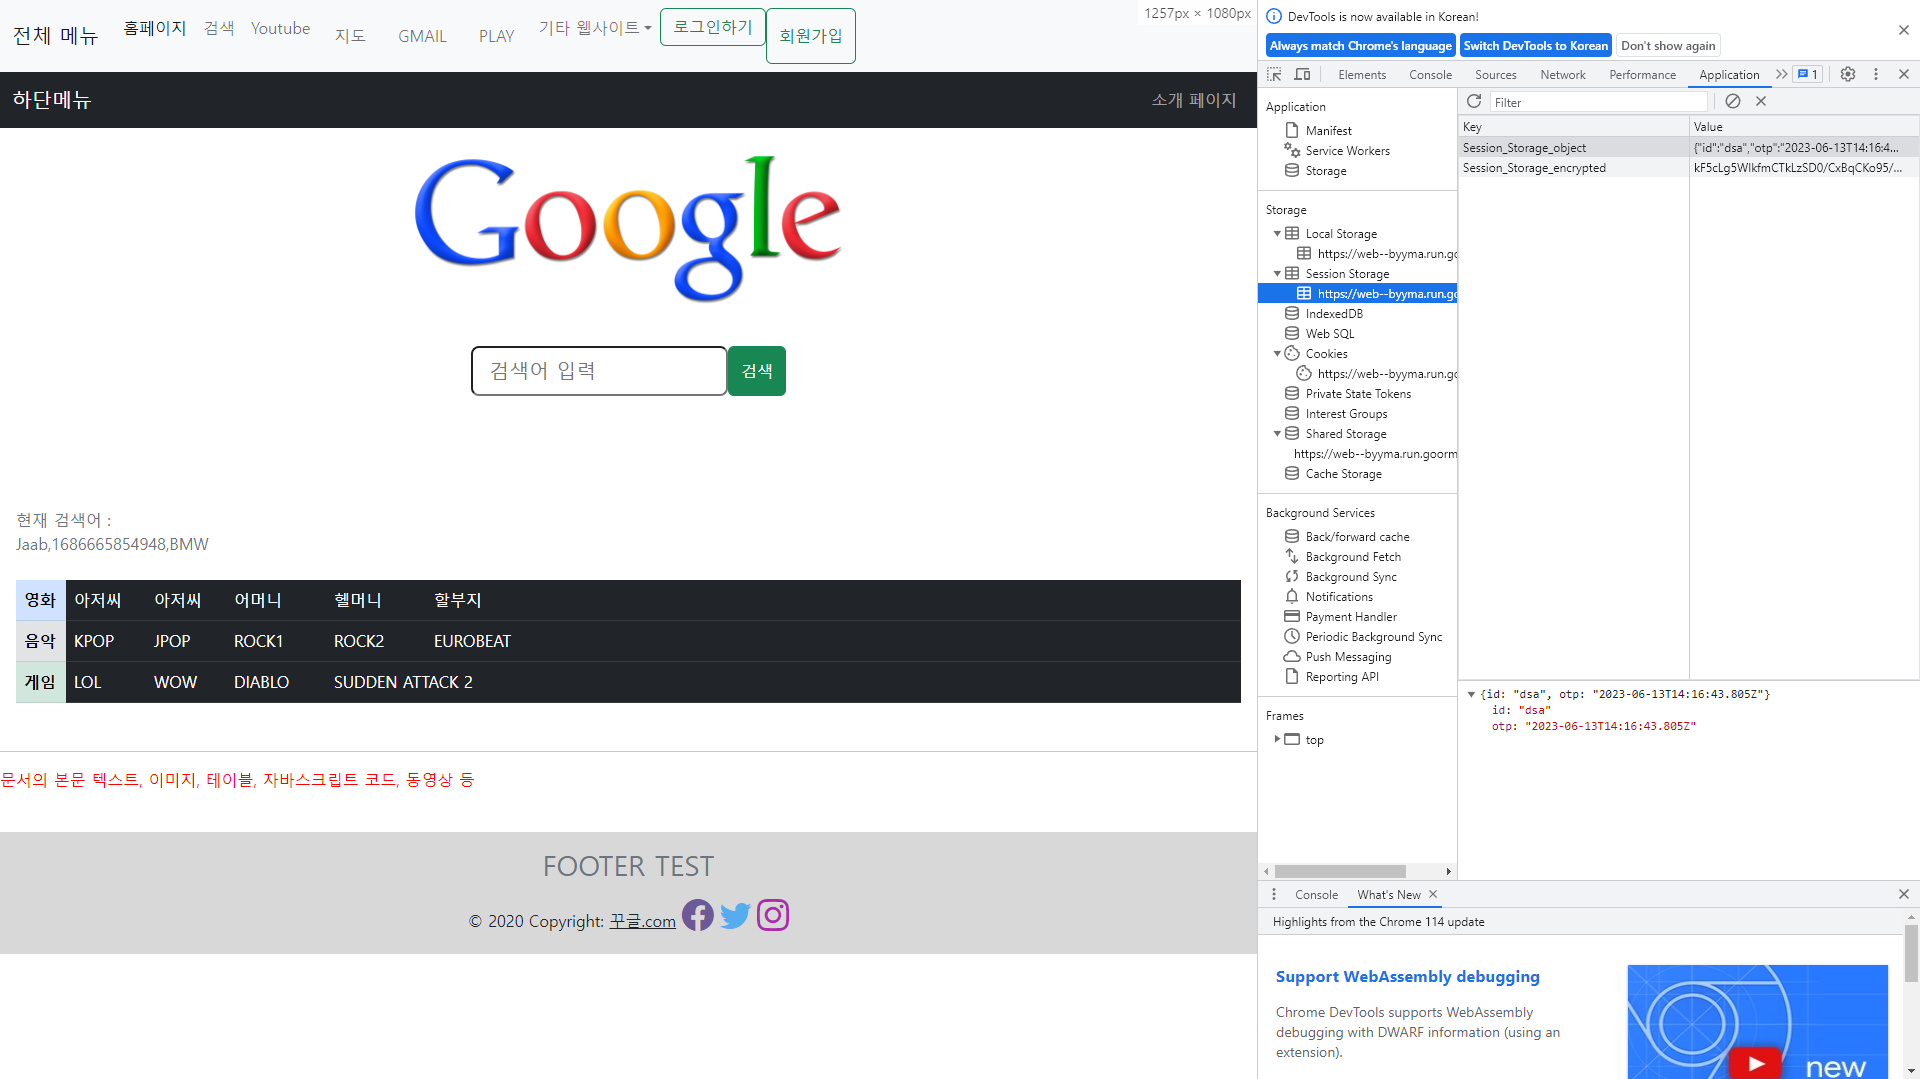 전체 메뉴 홈페이지 검색 Youtube 지도 GMAIL PLAY 기타 웹사이트 로그인하기 회원가입
1257px × 1080px
하단메뉴 소개 페이지
Google
검색어 입력 검색
현재 검색어 :
Jaab,1686665854948,BMW
영화 아저씨 아저씨 어머니 헬머니 할부지
음악 KPOP JPOP ROCK1 ROCK2 EUROBEAT
게임 LOL WOW DIABLO SUDDEN ATTACK 2
문서의 본문 텍스트, 이미지, 테이블, 자바스크립트 코드, 동영상 등
FOOTER TEST
© 2020 Copyright: 꾸글.com
DevTools is now available in Korean!
Always match Chrome's language Switch DevTools to Korean Don't show again
Elements Console Sources Network Performance Application 1
Application
Manifest
Service Workers
Storage
Storage
Local Storage
https://web--byyma.run.go
Session Storage
https://web--byyma.run.go
IndexedDB
Web SQL
Cookies
https://web--byyma.run.go
Private State Tokens
Interest Groups
Shared Storage
https://web--byyma.run.goorm
Cache Storage
Background Services
Back/forward cache
Background Fetch
Background Sync
Notifications
Payment Handler
Periodic Background Sync
Push Messaging
Reporting API
Frames
top
Filter
Key Value
Session_Storage_object {"id":"dsa","otp":"2023-06-13T14:16:4...
Session_Storage_encrypted kF5cLg5WlkfmCTkLzSD0/CxBqCKo95/...
{id: "dsa", otp: "2023-06-13T14:16:43.805Z"}
id: "dsa"
otp: "2023-06-13T14:16:43.805Z"
Console What's New
Highlights from the Chrome 114 update
Support WebAssembly debugging
Chrome DevTools supports WebAssembly
debugging with DWARF information (using an
extension).
new